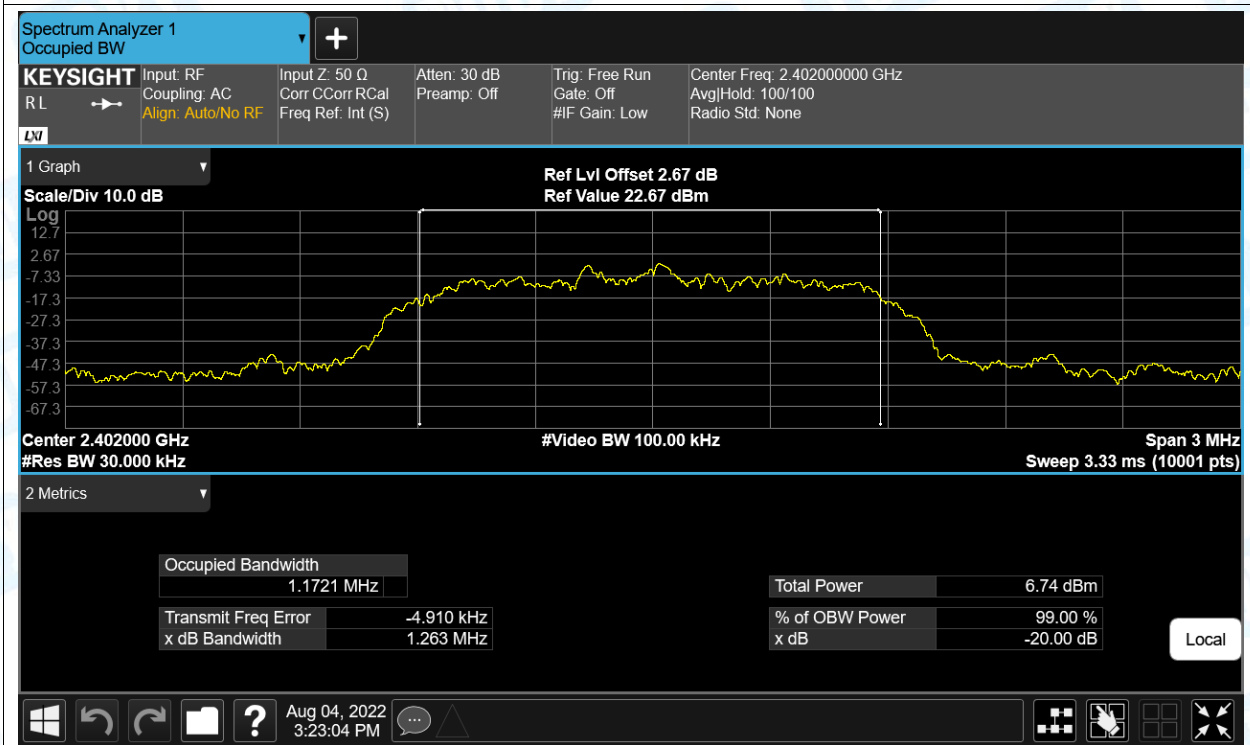 Spectrum Analyzer 1
Occupied BW
KEYSIGHT
R L
LXI
Input: RF
Coupling: AC
Align: Auto/No RF
Input Z: 50 Ω
Corr CCorr RCal
Freq Ref: Int (S)
Atten: 30 dB
Preamp: Off
Trig: Free Run
Gate: Off
#IF Gain: Low
Center Freq: 2.402000000 GHz
Avg|Hold: 100/100
Radio Std: None
1 Graph
Scale/Div 10.0 dB
Ref Lvl Offset 2.67 dB
Ref Value 22.67 dBm
Log
12.7
2.67
-7.33
-17.3
-27.3
-37.3
-47.3
-57.3
-67.3
Center 2.402000 GHz
#Res BW 30.000 kHz
#Video BW 100.00 kHz
Span 3 MHz
Sweep 3.33 ms (10001 pts)
2 Metrics
Occupied Bandwidth
1.1721 MHz
Transmit Freq Error -4.910 kHz
x dB Bandwidth 1.263 MHz
Total Power 6.74 dBm
% of OBW Power 99.00 %
x dB -20.00 dB
Local
Aug 04, 2022
3:23:04 PM